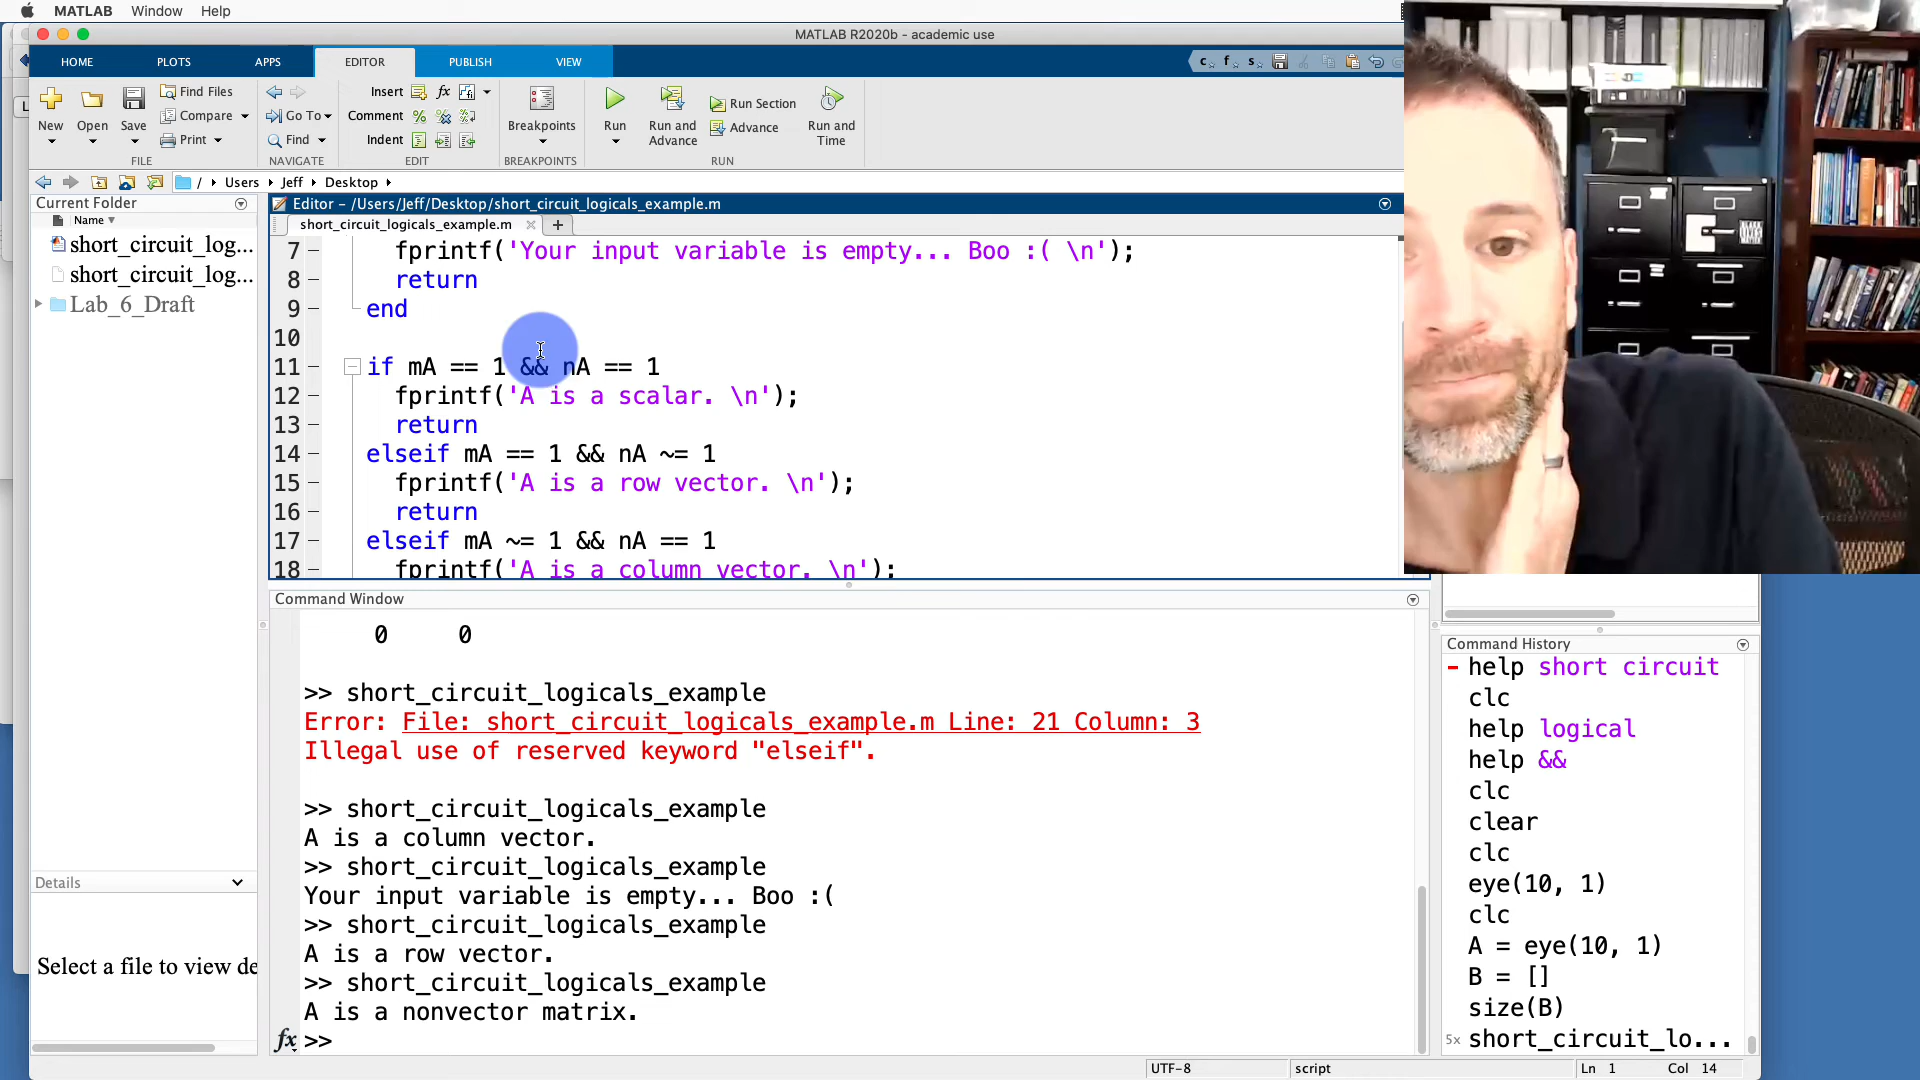 MATLAB Window Help
MATLAB R2020b - academic use
HOME PLOTS APPS EDITOR PUBLISH VIEW
New Open Save Find Files Compare Print
FILE
Go To Find
NAVIGATE
Insert fx
Comment %
Indent
EDIT
Breakpoints
BREAKPOINTS
Run Run and Advance Run Section Advance Run and Time
RUN
/ Users Jeff Desktop
Current Folder
Name
short_circuit_log...
short_circuit_log...
Lab_6_Draft
Details
Select a file to view de
Editor - /Users/Jeff/Desktop/short_circuit_logicals_example.m
short_circuit_logicals_example.m +
7 - fprintf('Your input variable is empty... Boo :( \n');
8 - return
9 - end
10
11 - if mA == 1 && nA == 1
12 - fprintf('A is a scalar. \n');
13 - return
14 - elseif mA == 1 && nA ~= 1
15 - fprintf('A is a row vector. \n');
16 - return
17 - elseif mA ~= 1 && nA == 1
18 fprintf('A is a column vector. \n');
Command Window
0 0
>> short_circuit_logicals_example
Error: File: short_circuit_logicals_example.m Line: 21 Column: 3
Illegal use of reserved keyword "elseif".
>> short_circuit_logicals_example
A is a column vector.
>> short_circuit_logicals_example
Your input variable is empty... Boo :(
>> short_circuit_logicals_example
A is a row vector.
>> short_circuit_logicals_example
A is a nonvector matrix.
fx >>
Command History
help short circuit
clc
help logical
help &&
clc
clear
clc
eye(10, 1)
clc
A = eye(10, 1)
B = []
size(B)
5x short_circuit_lo...
UTF-8 script Ln 1 Col 14